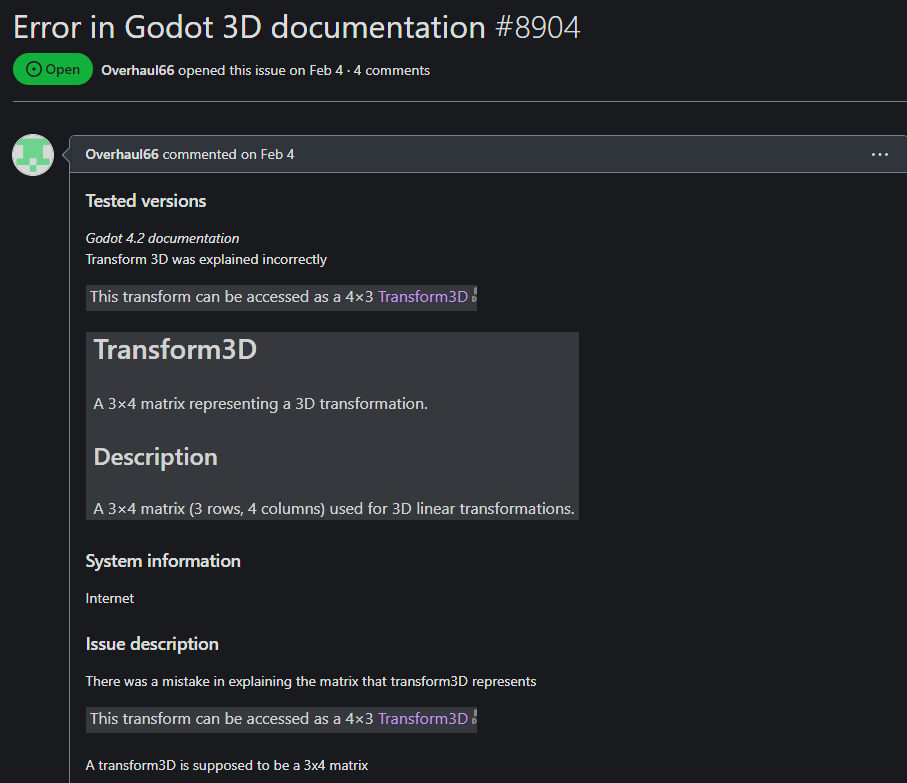 Error in Godot 3D documentation #8904
Open
Overhaul66 opened this issue on Feb 4 · 4 comments
Overhaul66 commented on Feb 4
Tested versions
Godot 4.2 documentation
Transform 3D was explained incorrectly
This transform can be accessed as a 4×3 Transform3D
Transform3D
A 3×4 matrix representing a 3D transformation.
Description
A 3×4 matrix (3 rows, 4 columns) used for 3D linear transformations.
System information
Internet
Issue description
There was a mistake in explaining the matrix that transform3D represents
This transform can be accessed as a 4×3 Transform3D
A transform3D is supposed to be a 3x4 matrix